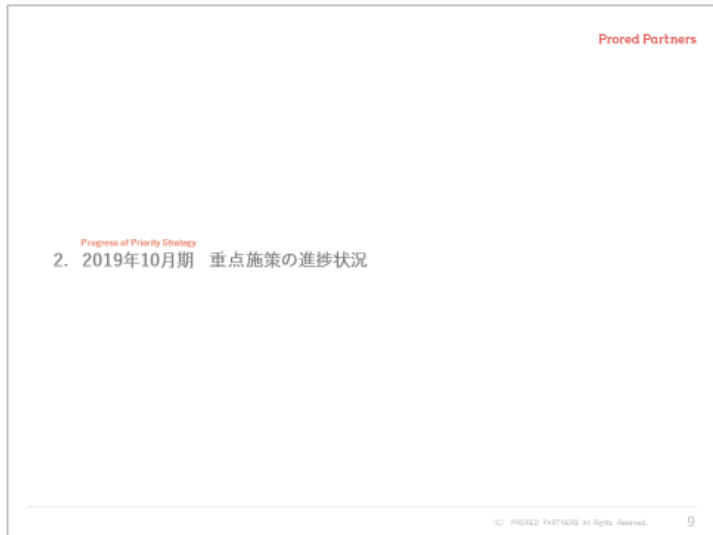 Prored Partners
Progress of Priority Strategy
2. 2019年10月期 重点施策の進捗状況
(C) PRORED PARTNERS All Rights Reserved.
9